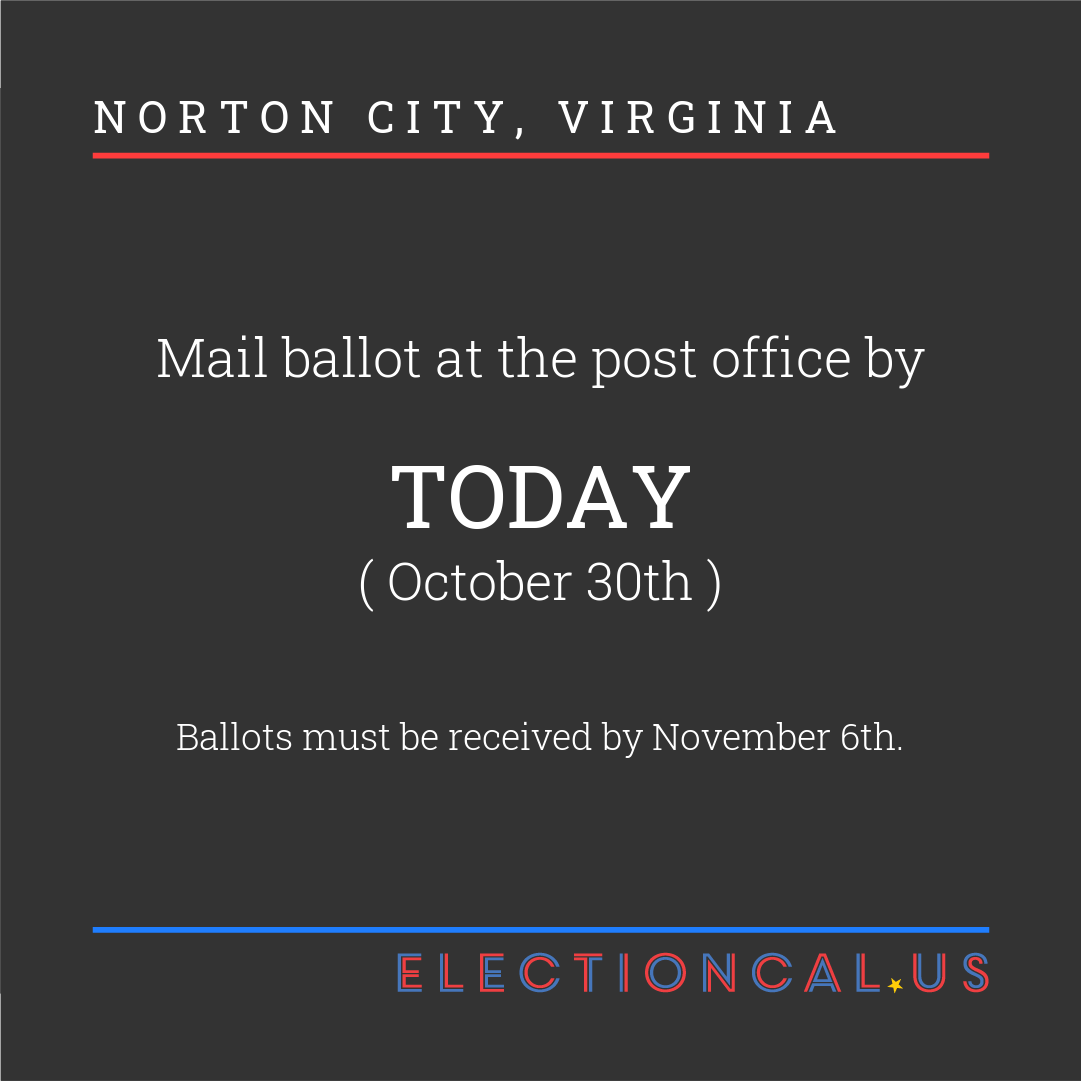 NORTON CITY, VIRGINIA
Mail ballot at the post office by
TODAY
( October 30th )
Ballots must be received by November 6th.
ELECTIONCAL.US